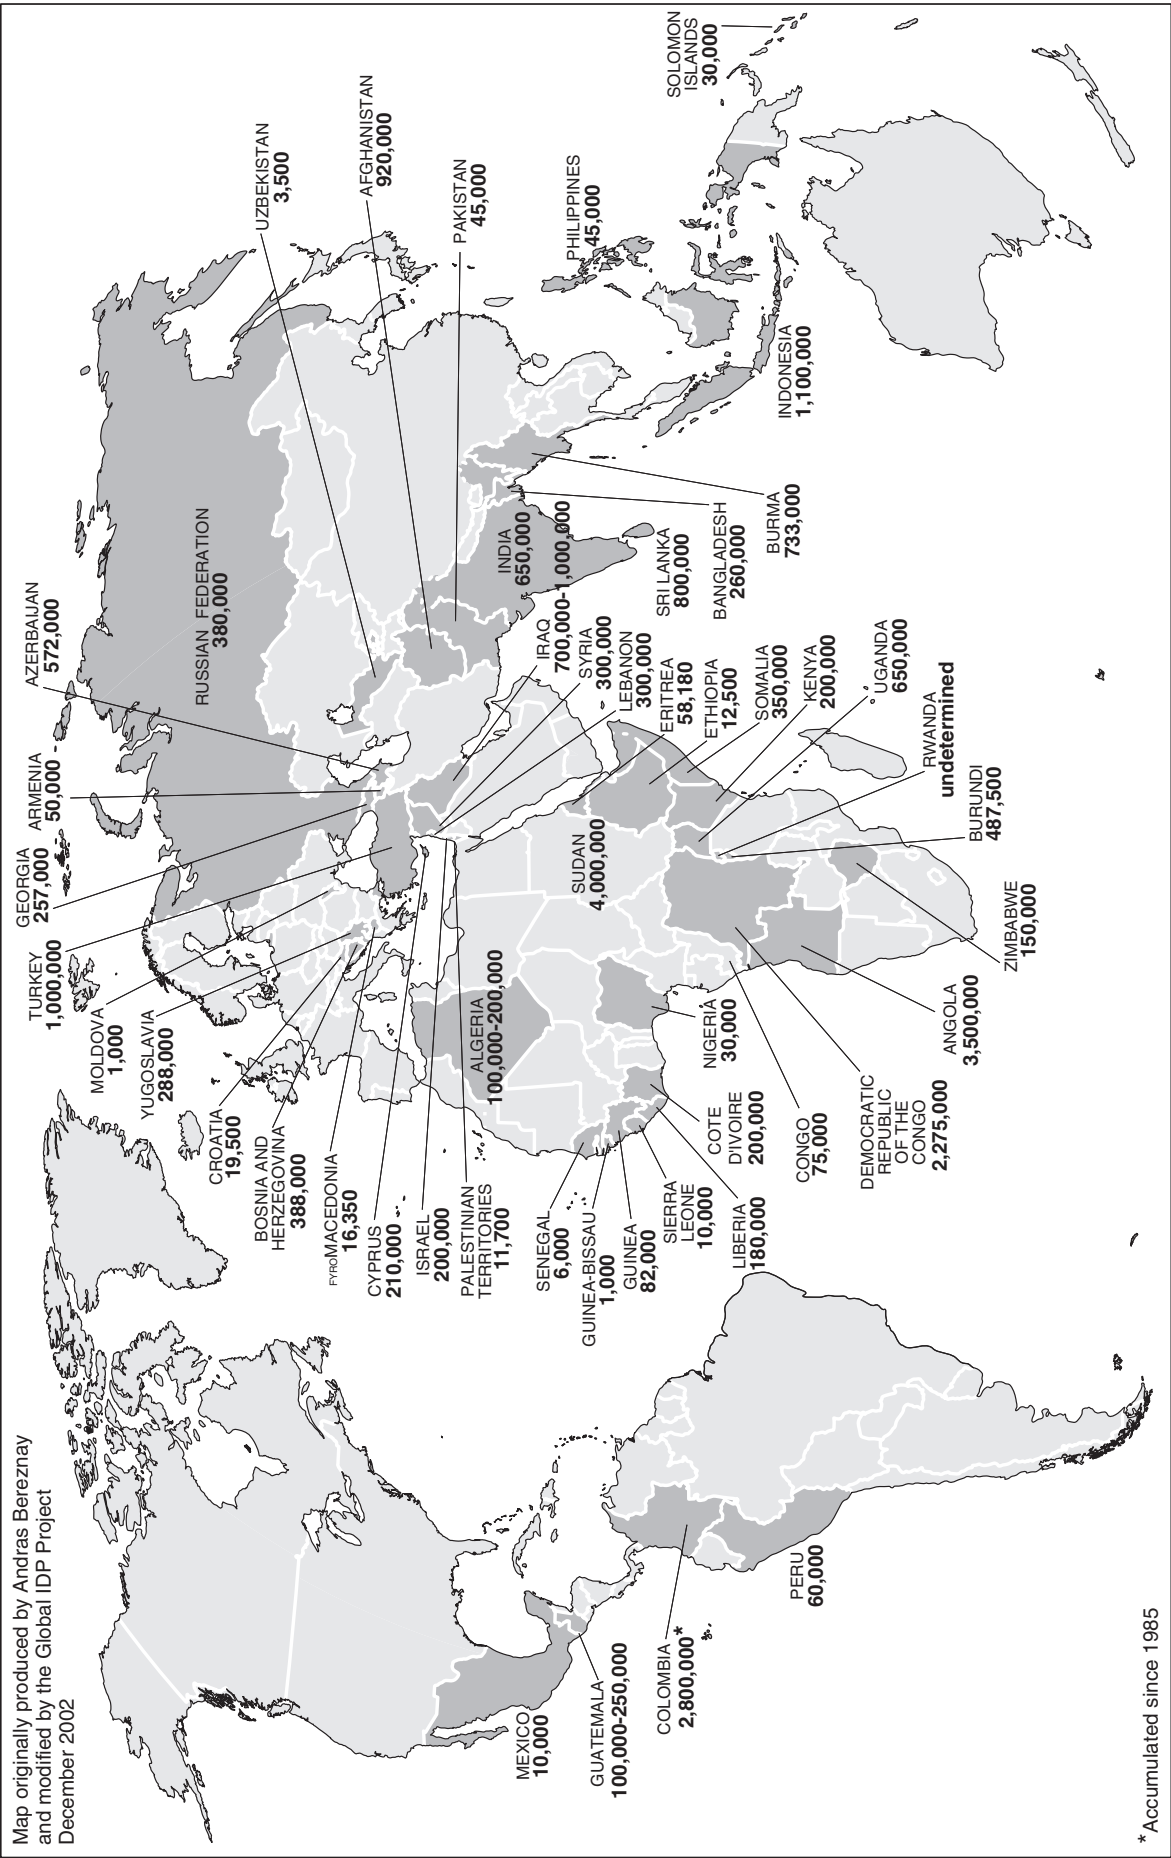 Map originally produced by Andras Bereznay
and modified by the Global IDP Project
December 2002
MEXICO
10,000
GUATEMALA
100,000-250,000
COLOMBIA
2,800,000*
PERU
60,000
TURKEY
1,000,000
GEORGIA
257,000
ARMENIA
50,000
AZERBAIJAN
572,000
MOLDOVA
1,000
YUGOSLAVIA
288,000
CROATIA
19,500
BOSNIA AND
HERZEGOVINA
388,000
FYROMACEDONIA
16,350
CYPRUS
210,000
ISRAEL
200,000
PALESTINIAN
TERRITORIES
11,700
SENEGAL
6,000
GUINEA-BISSAU
1,000
GUINEA
82,000
SIERRA
LEONE
10,000
LIBERIA
180,000
COTE
D'IVOIRE
200,000
ALGERIA
100,000-200,000
NIGERIA
30,000
CONGO
75,000
DEMOCRATIC
REPUBLIC
OF THE
CONGO
2,275,000
ANGOLA
3,500,000
ZIMBABWE
150,000
SUDAN
4,000,000
BURUNDI
487,500
RWANDA
undetermined
UGANDA
650,000
KENYA
200,000
SOMALIA
350,000
ETHIOPIA
12,500
ERITREA
58,180
LEBANON
300,000
SYRIA
300,000
IRAQ
700,000-1,000,000
RUSSIAN FEDERATION
380,000
UZBEKISTAN
3,500
AFGHANISTAN
920,000
PAKISTAN
45,000
INDIA
650,000
SRI LANKA
800,000
BANGLADESH
260,000
BURMA
733,000
PHILIPPINES
45,000
INDONESIA
1,100,000
SOLOMON
ISLANDS
30,000
*Accumulated since 1985